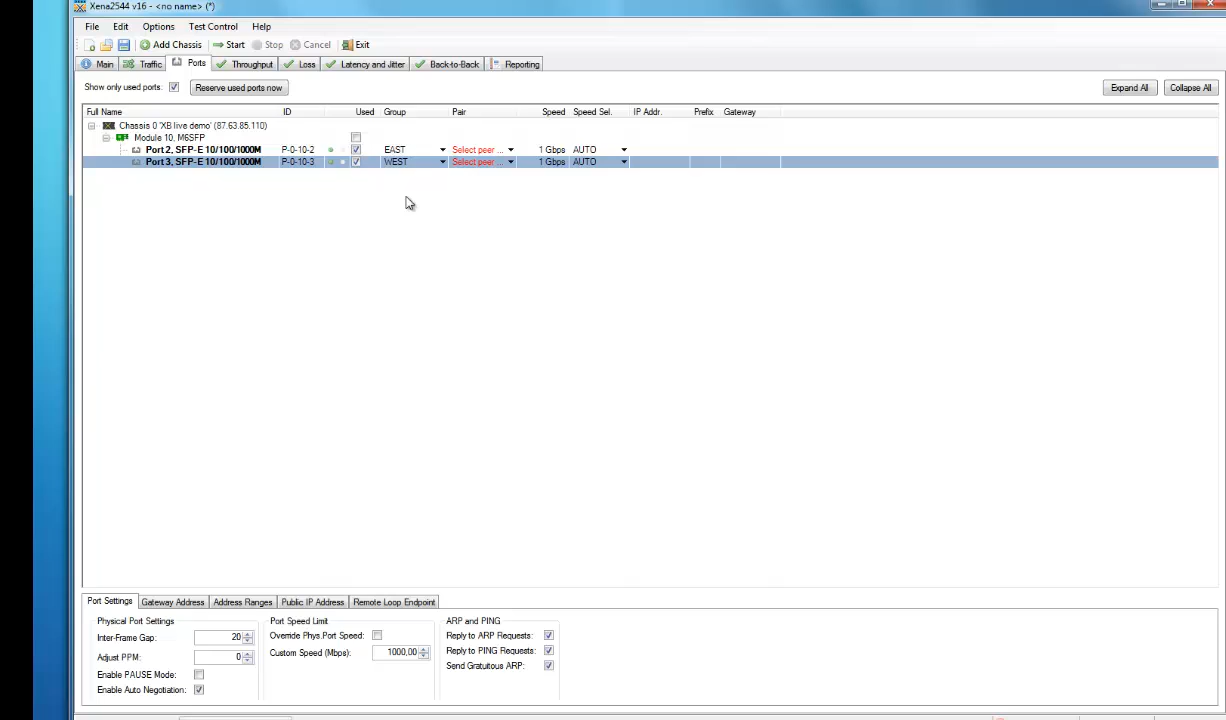 Xena2544 v16 - <no name> (*)
File Edit Options Test Control Help
Add Chassis Start Stop Cancel Exit
Main Traffic Ports Throughput Loss Latency and Jitter Back-to-Back Reporting
Show only used ports: Reserve used ports now Expand All Collapse All
Full Name ID Used Group Pair Speed Speed Sel. IP Addr. Prefix Gateway
Chassis 0 'XB live demo' (87.63.85.110)
Module 10, M6SFP
Port 2, SFP-E 10/100/1000M P-0-10-2 EAST Select peer ... 1 Gbps AUTO
Port 3, SFP-E 10/100/1000M P-0-10-3 WEST Select peer ... 1 Gbps AUTO
Port Settings Gateway Address Address Ranges Public IP Address Remote Loop Endpoint
Physical Port Settings Port Speed Limit ARP and PING
Inter-Frame Gap: 20 Override Phys.Port Speed: Reply to ARP Requests:
Adjust PPM: 0 Custom Speed (Mbps): 1000,00 Reply to PING Requests:
Enable PAUSE Mode: Send Gratuitous ARP:
Enable Auto Negotiation: